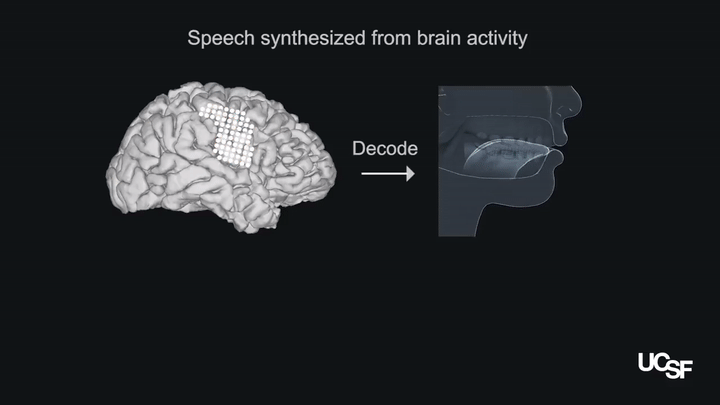 Speech synthesized from brain activity
Decode
UCSF